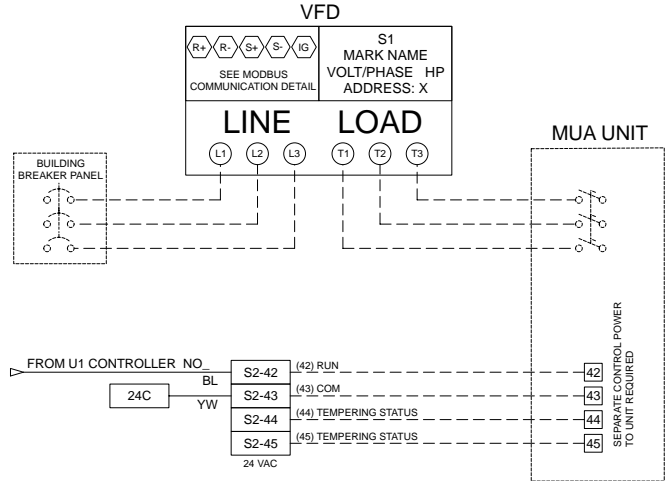 VFD
R+ R- S+ S- IG
SEE MODBUS
COMMUNICATION DETAIL
S1
MARK NAME
VOLT/PHASE HP
ADDRESS: X
LINE LOAD
L1 L2 L3 T1 T2 T3
BUILDING
BREAKER PANEL
MUA UNIT
FROM U1 CONTROLLER NO_
BL
24C
YW
S2-42
S2-43
S2-44
S2-45
24 VAC
(42) RUN
(43) COM
(44) TEMPERING STATUS
(45) TEMPERING STATUS
42
43
44
45
SEPARATE CONTROL POWER
TO UNIT REQUIRED